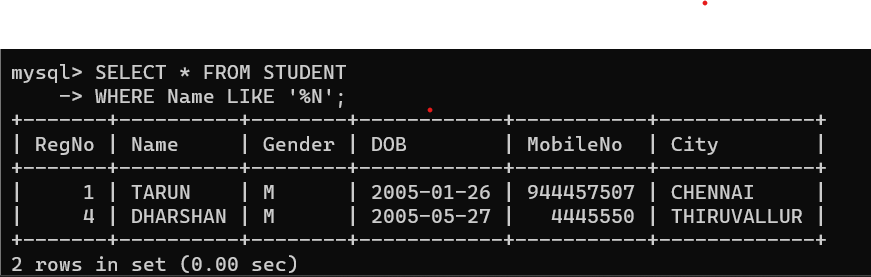 mysql> SELECT * FROM STUDENT
    -> WHERE Name LIKE '%N';
+-------+----------+--------+------------+-----------+-------------+
| RegNo | Name     | Gender | DOB        | MobileNo  | City        |
+-------+----------+--------+------------+-----------+-------------+
|     1 | TARUN    | M      | 2005-01-26 | 944457507 | CHENNAI     |
|     4 | DHARSHAN | M      | 2005-05-27 |   4445550 | THIRUVALLUR |
+-------+----------+--------+------------+-----------+-------------+
2 rows in set (0.00 sec)